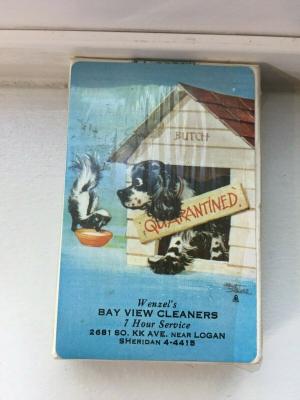 BUTCH
QUARANTINED
Wenzel's
BAY VIEW CLEANERS
7 Hour Service
2681 SO. KK AVE. NEAR LOGAN
SHERIDAN 4-4415